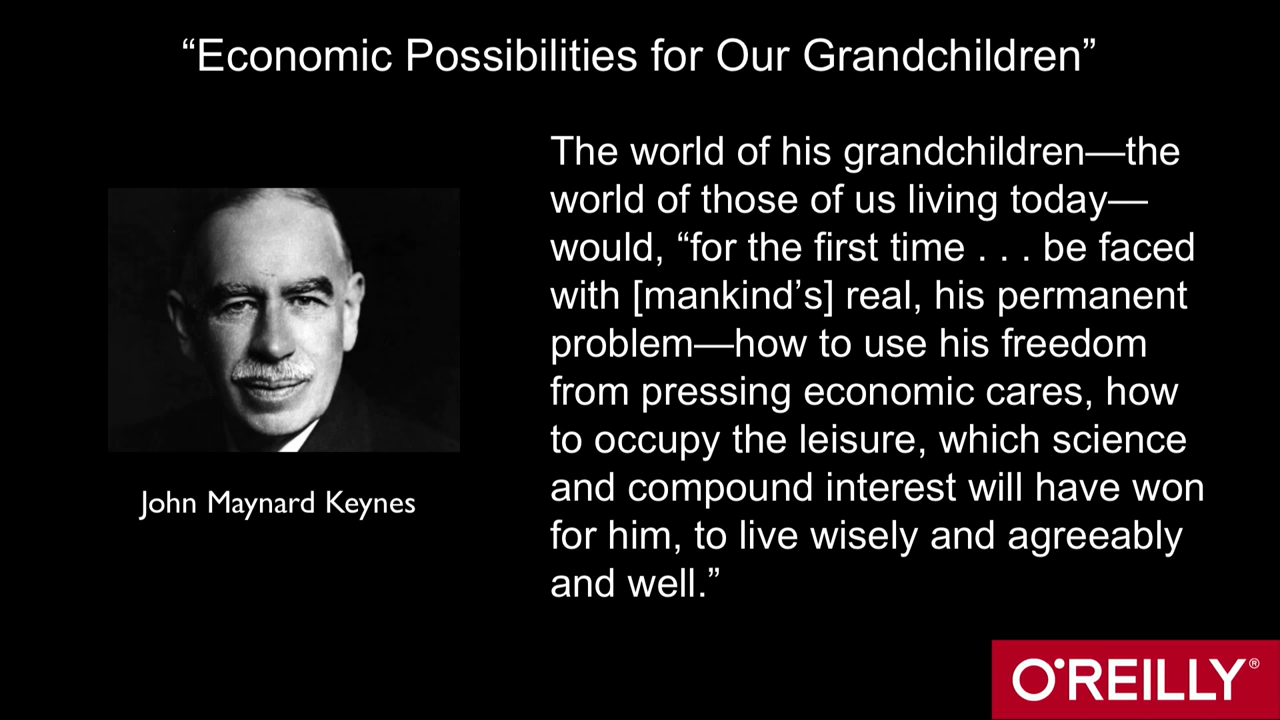 “Economic Possibilities for Our Grandchildren”
The world of his grandchildren—the
world of those of us living today—
would, “for the first time . . . be faced
with [mankind’s] real, his permanent
problem—how to use his freedom
from pressing economic cares, how
to occupy the leisure, which science
and compound interest will have won
for him, to live wisely and agreeably
and well.”
John Maynard Keynes
O'REILLY®